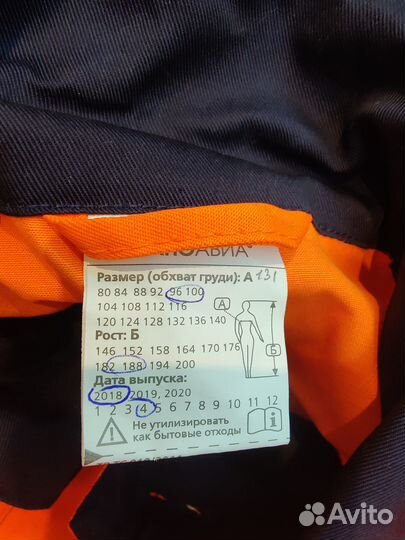 АВИА®
Размер (обхват груди): А 131
80 84 88 92 96 100
104 108 112 116
120 124 128 132 136 140
А
Рост: Б
146 152 158 164 170 176
182 188 194 200
Б
Дата выпуска:
2018, 2019, 2020
1 2 3 4 5 6 7 8 9 10 11 12
Не утилизировать
как бытовые отходы
Avito